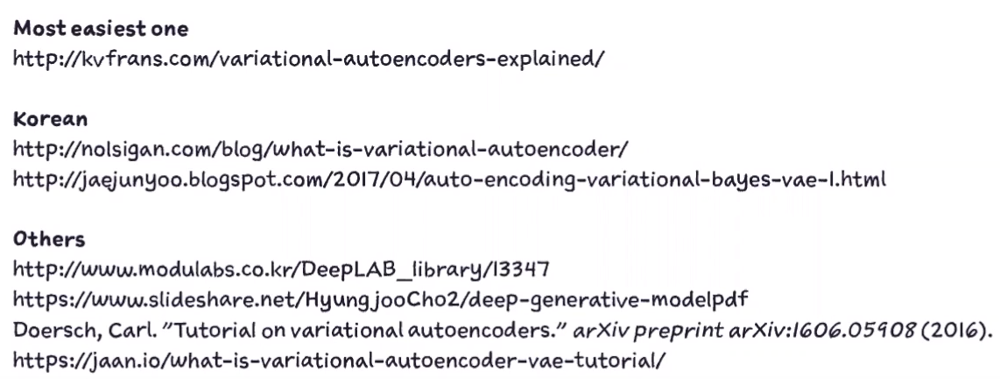 Most easiest one
http://kvfrans.com/variational-autoencoders-explained/
Korean
http://nolsigan.com/blog/what-is-variational-autoencoder/
http://jaejunyoo.blogspot.com/2017/04/auto-encoding-variational-bayes-vae-1.html
Others
http://www.modulabs.co.kr/DeepLAB_library/13347
https://www.slideshare.net/HyungjooCho2/deep-generative-modelpdf
Doersch, Carl. "Tutorial on variational autoencoders." arXiv preprint arXiv:1606.05908 (2016).
https://jaan.io/what-is-variational-autoencoder-vae-tutorial/